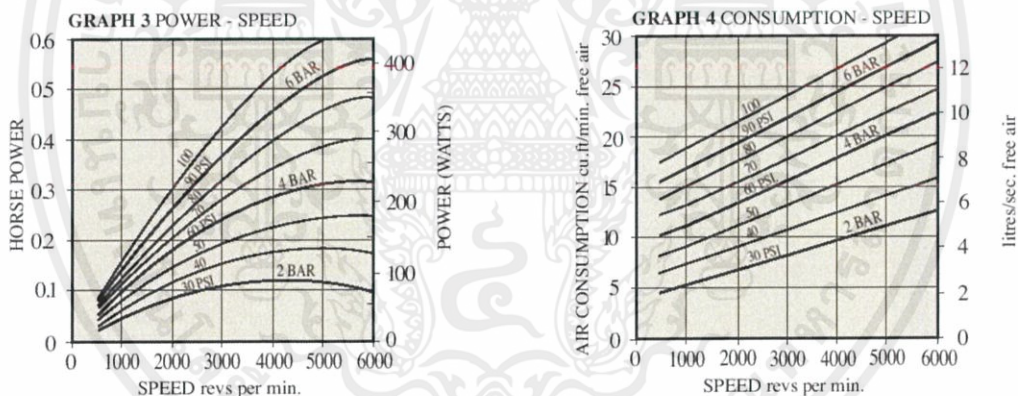 GRAPH 3 POWER - SPEED
HORSE POWER
0.6
0.5
0.4
0.3
0.2
0.1
0
0 1000 2000 3000 4000 5000 6000
SPEED revs per min.
400
300
200
100
0
POWER (WATTS)
100
90 PSI
6 BAR
80
70
60 PSI
4 BAR
50
40
30 PSI
2 BAR
GRAPH 4 CONSUMPTION - SPEED
AIR CONSUMPTION cu.ft/min. free air
30
25
20
15
10
5
0
0 1000 2000 3000 4000 5000 6000
SPEED revs per min.
12
10
8
6
4
2
0
litres/sec. free air
100
90 PSI
6 BAR
80
70
60 PSI
4 BAR
50
40
30 PSI
2 BAR